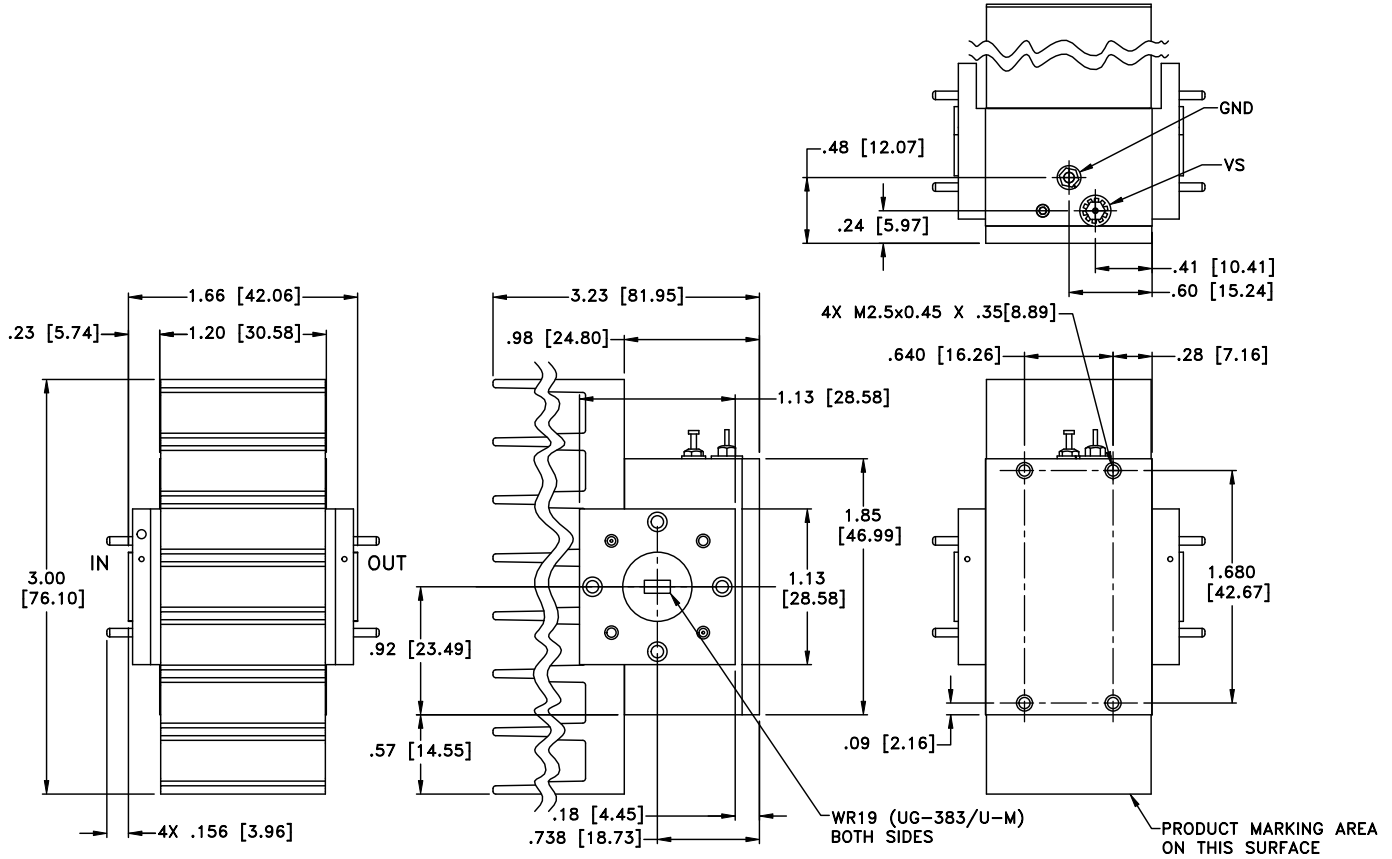 GND
.48 [12.07]
VS
.24 [5.97]
.41 [10.41]
.60 [15.24]
1.66 [42.06]
3.23 [81.95]
4X M2.5x0.45 X .35[8.89]
.23 [5.74]
1.20 [30.58]
.98 [24.80]
.640 [16.26]
.28 [7.16]
1.13 [28.58]
1.85
[46.99]
IN
OUT
3.00
[76.10]
1.13
[28.58]
1.680
[42.67]
.92 [23.49]
.57 [14.55]
.09 [2.16]
.18 [4.45]
WR19 (UG-383/U-M)
BOTH SIDES
4X .156 [3.96]
.738 [18.73]
PRODUCT MARKING AREA
ON THIS SURFACE